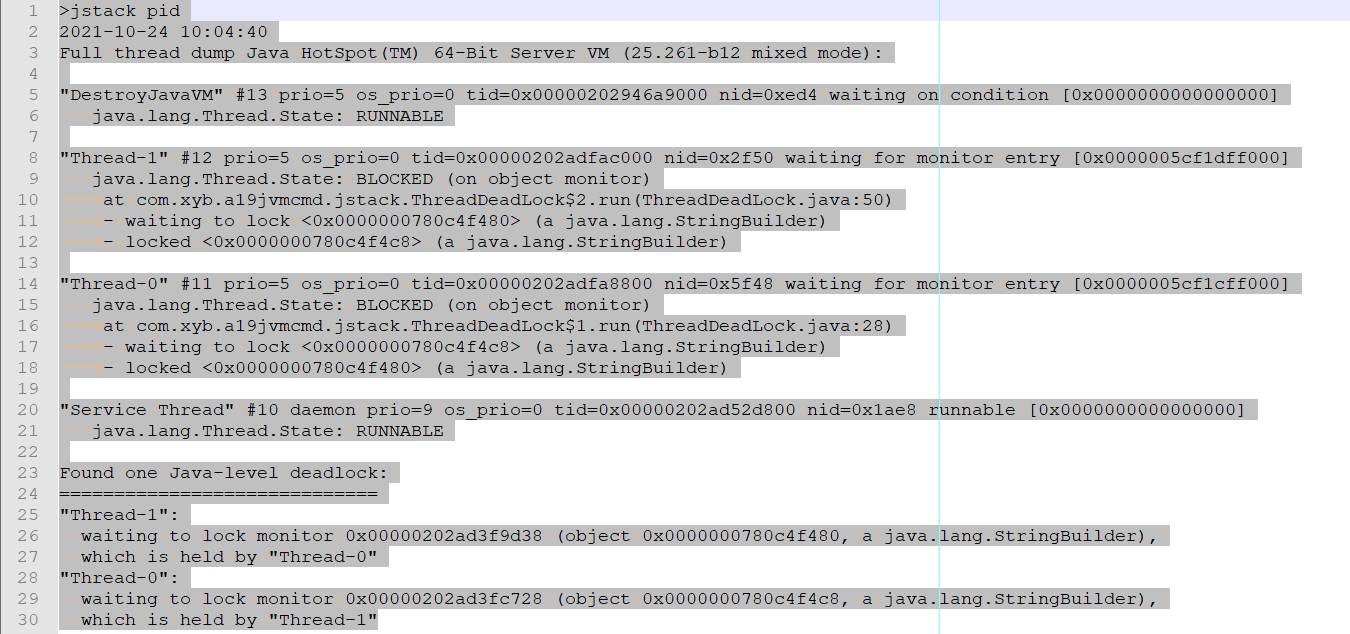 1 >jstack pid
2 2021-10-24 10:04:40
3 Full thread dump Java HotSpot(TM) 64-Bit Server VM (25.261-b12 mixed mode):
4
5 "DestroyJavaVM" #13 prio=5 os_prio=0 tid=0x00000202946a9000 nid=0xed4 waiting on condition [0x0000000000000000]
6    java.lang.Thread.State: RUNNABLE
7
8 "Thread-1" #12 prio=5 os_prio=0 tid=0x00000202adfac000 nid=0x2f50 waiting for monitor entry [0x0000005cf1dff000]
9    java.lang.Thread.State: BLOCKED (on object monitor)
10     at com.xyb.a19jvmcmd.jstack.ThreadDeadLock$2.run(ThreadDeadLock.java:50)
11     - waiting to lock <0x0000000780c4f480> (a java.lang.StringBuilder)
12     - locked <0x0000000780c4f4c8> (a java.lang.StringBuilder)
13
14 "Thread-0" #11 prio=5 os_prio=0 tid=0x00000202adfa8800 nid=0x5f48 waiting for monitor entry [0x0000005cf1cff000]
15    java.lang.Thread.State: BLOCKED (on object monitor)
16     at com.xyb.a19jvmcmd.jstack.ThreadDeadLock$1.run(ThreadDeadLock.java:28)
17     - waiting to lock <0x0000000780c4f4c8> (a java.lang.StringBuilder)
18     - locked <0x0000000780c4f480> (a java.lang.StringBuilder)
19
20 "Service Thread" #10 daemon prio=9 os_prio=0 tid=0x00000202ad52d800 nid=0x1ae8 runnable [0x0000000000000000]
21    java.lang.Thread.State: RUNNABLE
22
23 Found one Java-level deadlock:
24 =============================
25 "Thread-1":
26   waiting to lock monitor 0x00000202ad3f9d38 (object 0x0000000780c4f480, a java.lang.StringBuilder),
27   which is held by "Thread-0"
28 "Thread-0":
29   waiting to lock monitor 0x00000202ad3fc728 (object 0x0000000780c4f4c8, a java.lang.StringBuilder),
30   which is held by "Thread-1"